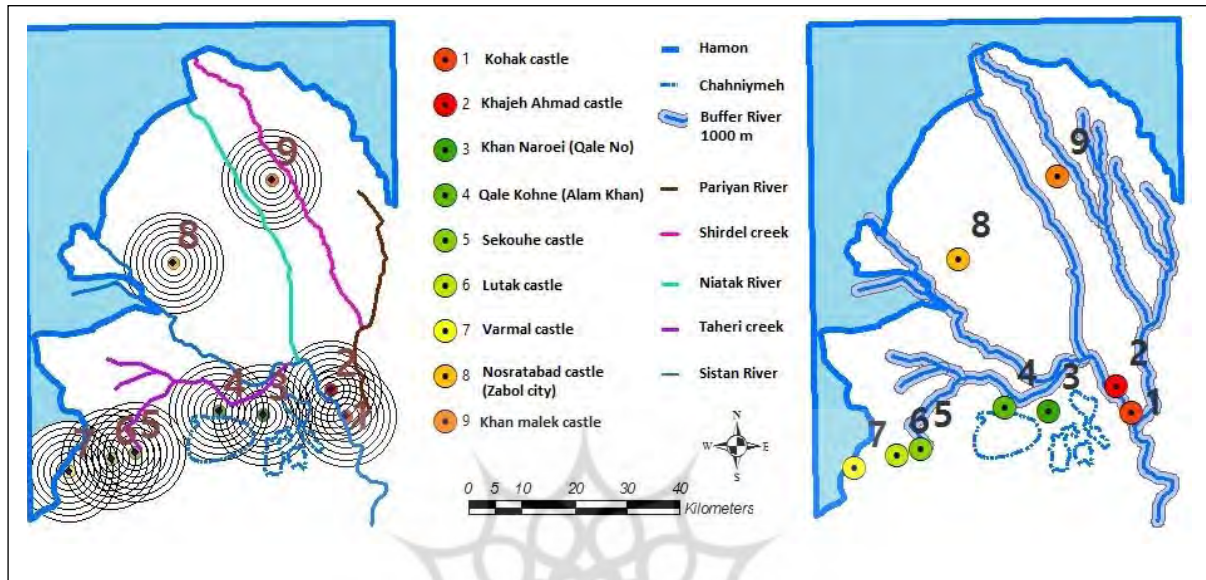 9
8
2
4
3
1
7
6
5
1 Kohak castle
2 Khajeh Ahmad castle
3 Khan Naroei (Qale No)
4 Qale Kohne (Alam Khan)
5 Sekouhe castle
6 Lutak castle
7 Varmal castle
8 Nosratabad castle
(Zabol city)
9 Khan malek castle
Hamon
Chahniymeh
Buffer River
1000 m
Pariyan River
Shirdel creek
Niatak River
Taheri creek
Sistan River
N
W E
S
0 5 10 20 30 40
Kilometers
9
8
2
4
3
1
6
5
7